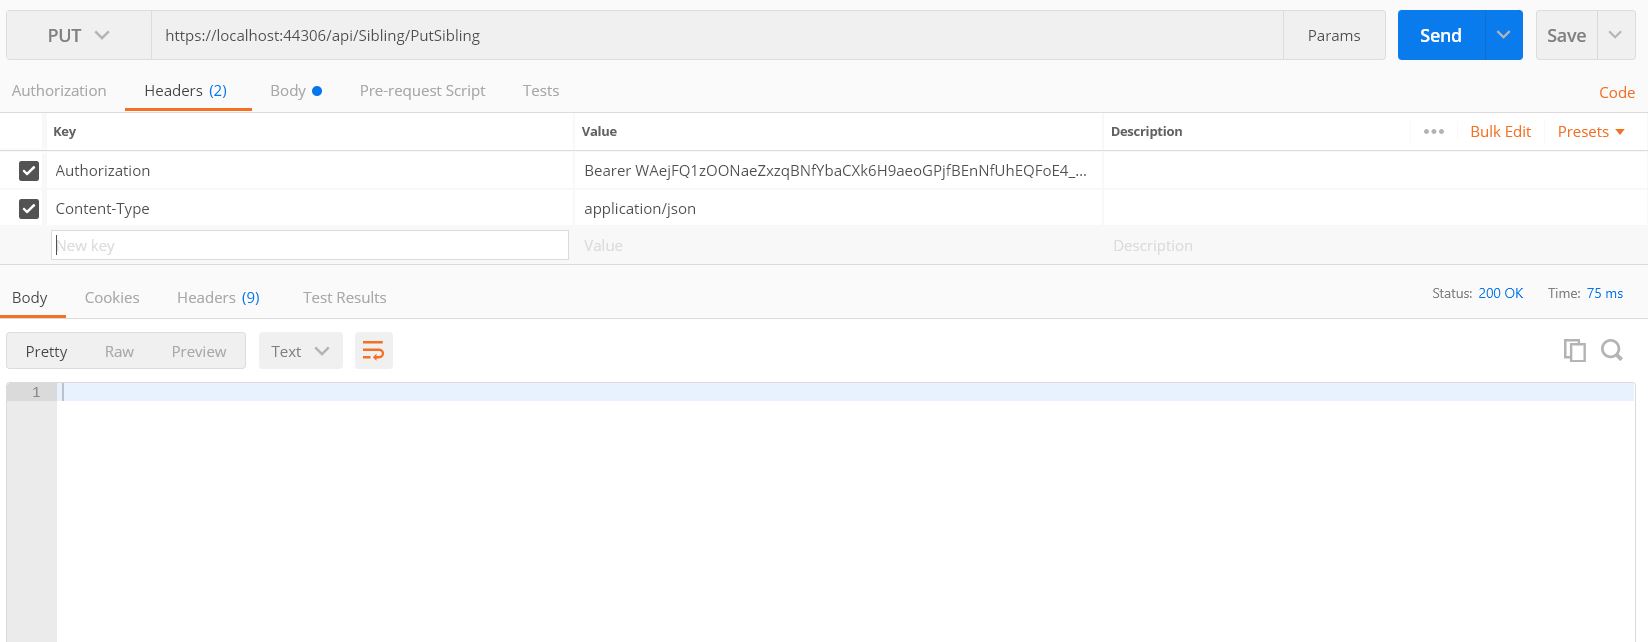 PUT https://localhost:44306/api/Sibling/PutSibling Params Send Save
Authorization Headers (2) Body Pre-request Script Tests Code
Key Value Description ••• Bulk Edit Presets
Authorization Bearer WAejFQ1zOONaeZxzqBNfYbaCXk6H9aeoGPjfBEnNfUhEQFoE4_...
Content-Type application/json
New key Value Description
Body Cookies Headers (9) Test Results Status: 200 OK Time: 75 ms
Pretty Raw Preview Text
1